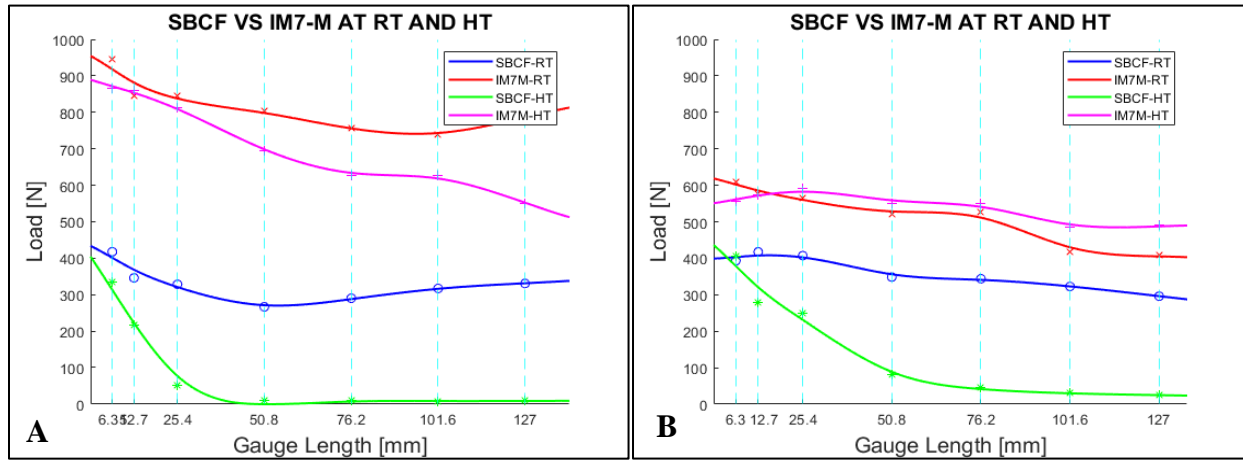 SBCF VS IM7-M AT RT AND HT
1000
900
800
700
600
500
400
300
200
100
0
Load [N]
SBCF-RT
IM7M-RT
SBCF-HT
IM7M-HT
6.35 12.7 25.4 50.8 76.2 101.6 127
Gauge Length [mm]
A
SBCF VS IM7-M AT RT AND HT
1000
900
800
700
600
500
400
300
200
100
0
Load [N]
SBCF-RT
IM7M-RT
SBCF-HT
IM7M-HT
6.3 12.7 25.4 50.8 76.2 101.6 127
Gauge Length [mm]
B